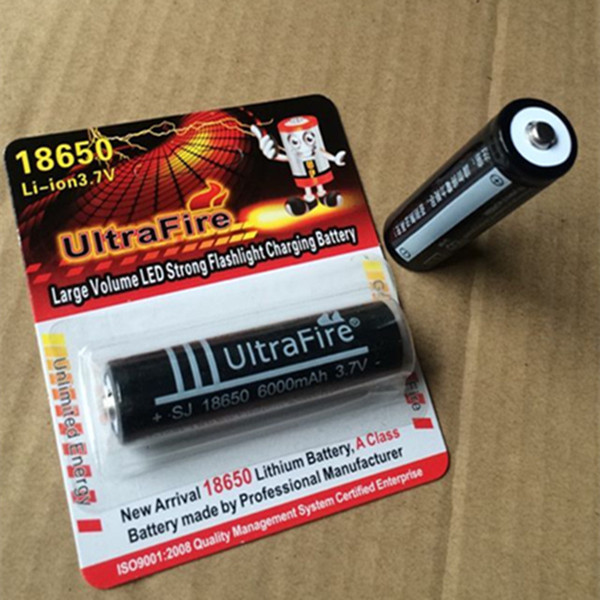 18650
Li-ion3.7V
UltraFire
Large Volume LED Strong Flashlight Charging Battery
Unlimited Energy
UltraFire®
+ SJ 18650 6000mAh 3.7V -
New Arrival 18650 Lithium Battery, A Class
Battery made by Professional Manufacturer
ISO9001:2008 Quality Management System Certified Enterprise